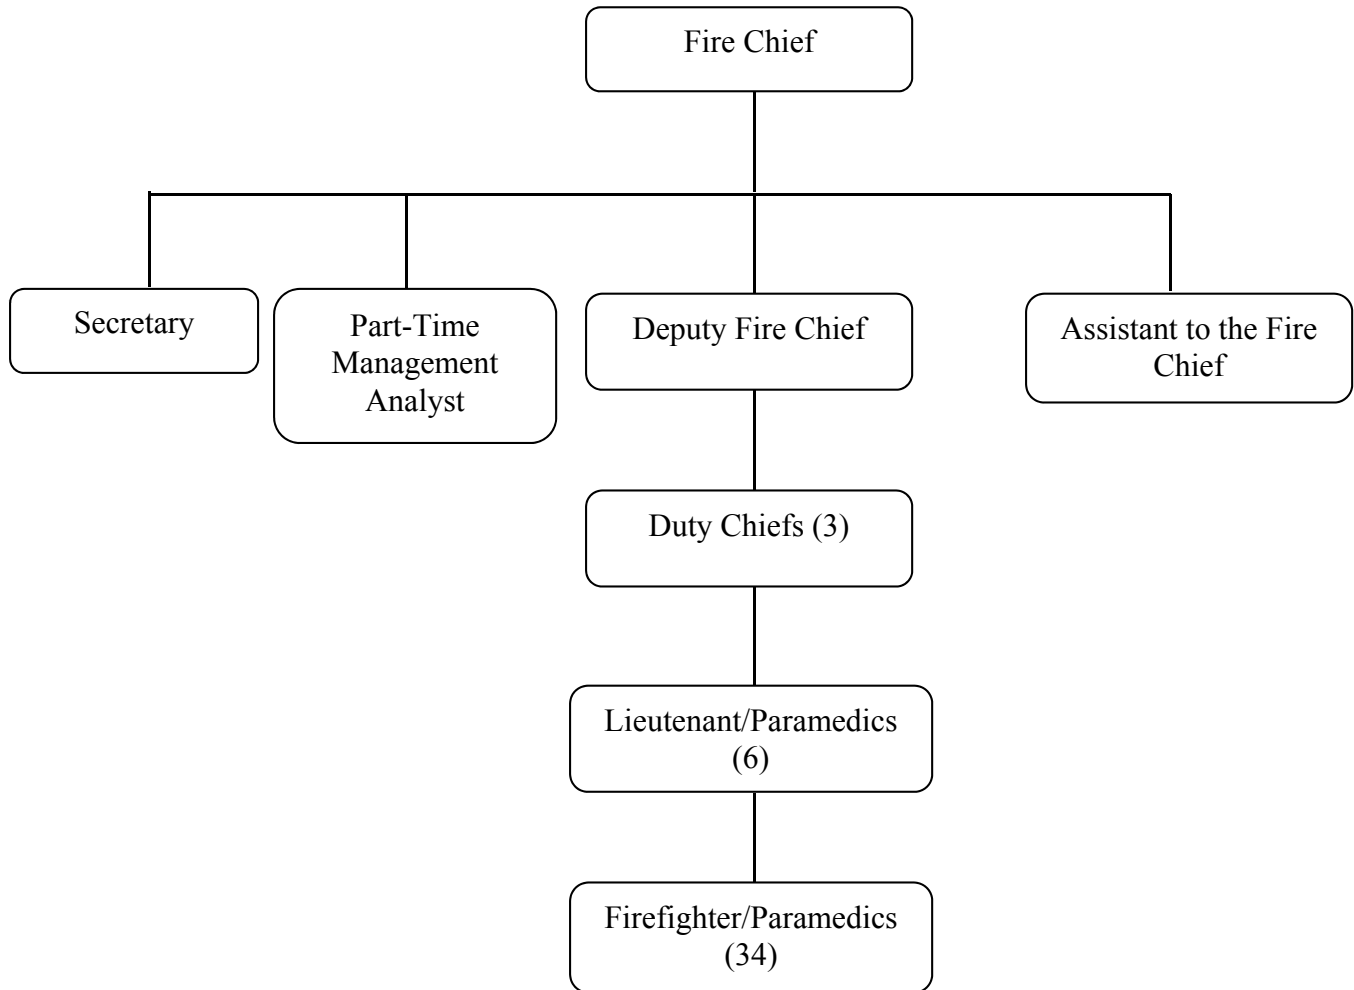 Fire Chief
Secretary
Part-Time
Management
Analyst
Deputy Fire Chief
Assistant to the Fire
Chief
Duty Chiefs (3)
Lieutenant/Paramedics
(6)
Firefighter/Paramedics
(34)